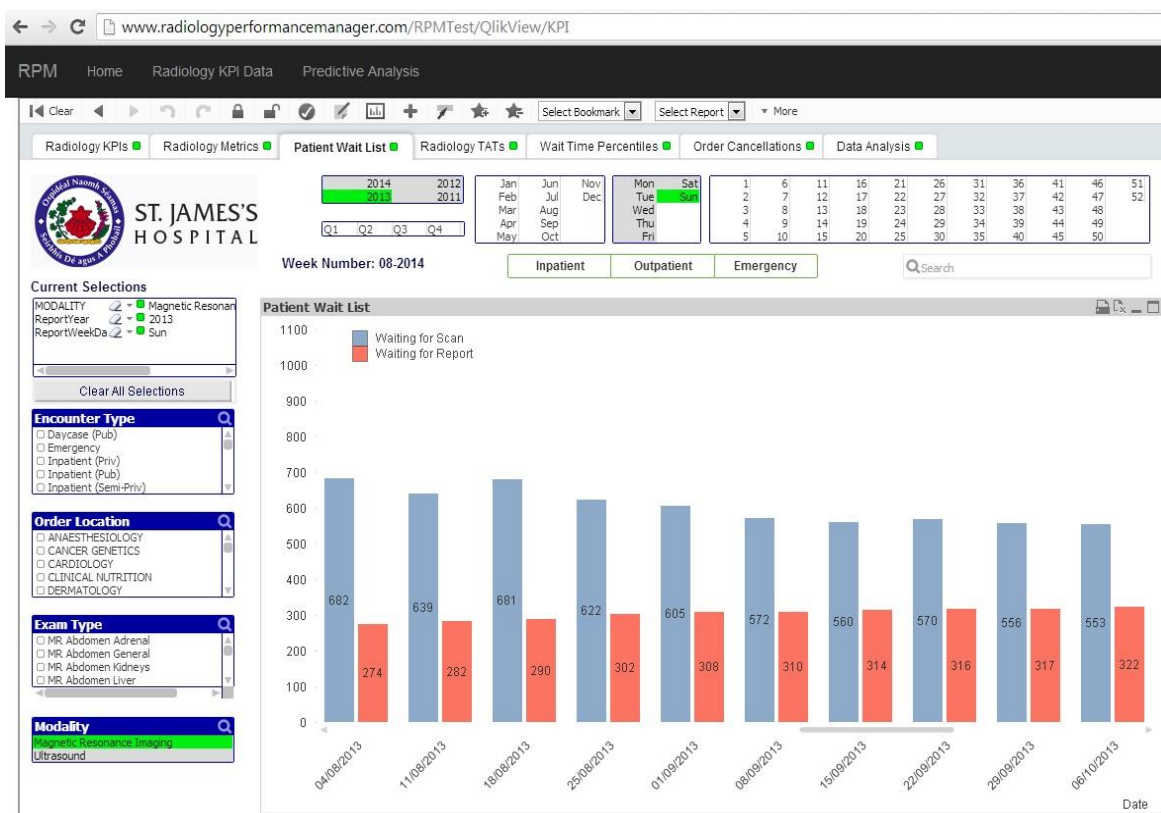 www.radiologyperformancemanager.com/RPMTest/QlikView/KPI
RPM Home Radiology KPI Data Predictive Analysis
Clear Select Bookmark Select Report More
Radiology KPIs Radiology Metrics Patient Wait List Radiology TATs Wait Time Percentiles Order Cancellations Data Analysis
Ospidéal Naomh Séamas
Seirbhís Dé agus A Phobail
ST. JAMES'S
HOSPITAL
2014 2012
2013 2011
Q1 Q2 Q3 Q4
Jan Jun Nov
Feb Jul Dec
Mar Aug
Apr Sep
May Oct
Mon Sat
Tue Sun
Wed
Thu
Fri
1 6 11 16 21 26 31 36 41 46 51
2 7 12 17 22 27 32 37 42 47 52
3 8 13 18 23 28 33 38 43 48
4 9 14 19 24 29 34 39 44 49
5 10 15 20 25 30 35 40 45 50
Week Number: 08-2014
Inpatient Outpatient Emergency
Search
Current Selections
MODALITY Magnetic Resonan
ReportYear 2013
ReportWeekDa Sun
Clear All Selections
Encounter Type
Daycase (Pub)
Emergency
Inpatient (Priv)
Inpatient (Pub)
Inpatient (Semi-Priv)
Order Location
ANAESTHESIOLOGY
CANCER GENETICS
CARDIOLOGY
CLINICAL NUTRITION
DERMATOLOGY
Exam Type
MR Abdomen Adrenal
MR Abdomen General
MR Abdomen Kidneys
MR Abdomen Liver
Modality
Magnetic Resonance Imaging
Ultrasound
Patient Wait List
Waiting for Scan
Waiting for Report
1100
1000
900
800
700
600
500
400
300
200
100
0
682 274 639 282 681 290 622 302 605 308 572 310 560 314 570 316 556 317 553 322
04/08/2013 11/08/2013 18/08/2013 25/08/2013 01/09/2013 08/09/2013 15/09/2013 22/09/2013 29/09/2013 06/10/2013
Date